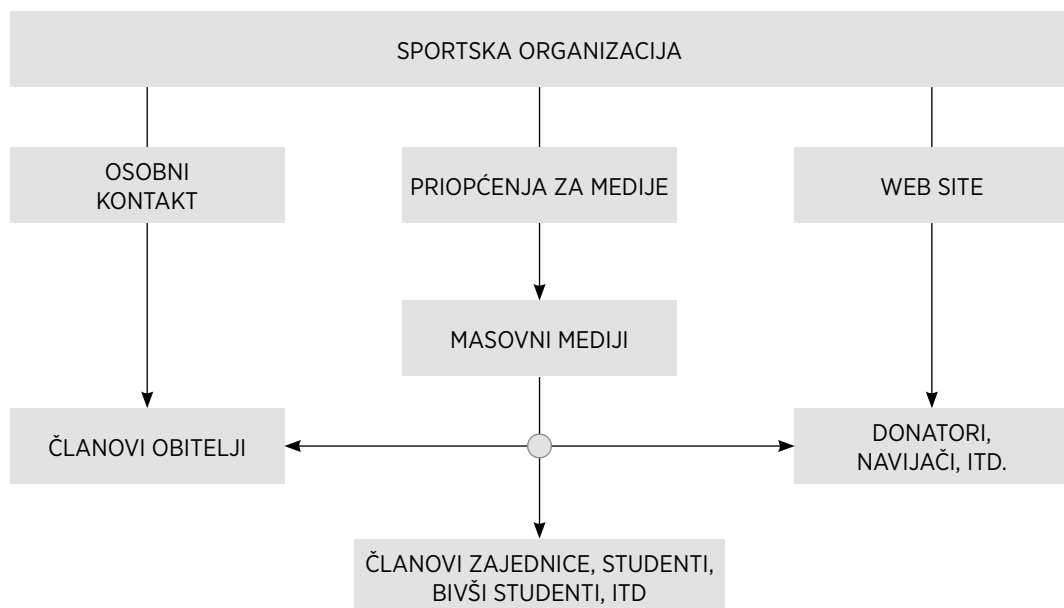 SPORTSKA ORGANIZACIJA
OSOBNI
KONTAKT
PRIOPĆENJA ZA MEDIJE
WEB SITE
MASOVNI MEDIJI
ČLANOVI OBITELJI
DONATORI,
NAVIJAČI, ITD.
ČLANOVI ZAJEDNICE, STUDENTI,
BIVŠI STUDENTI, ITD